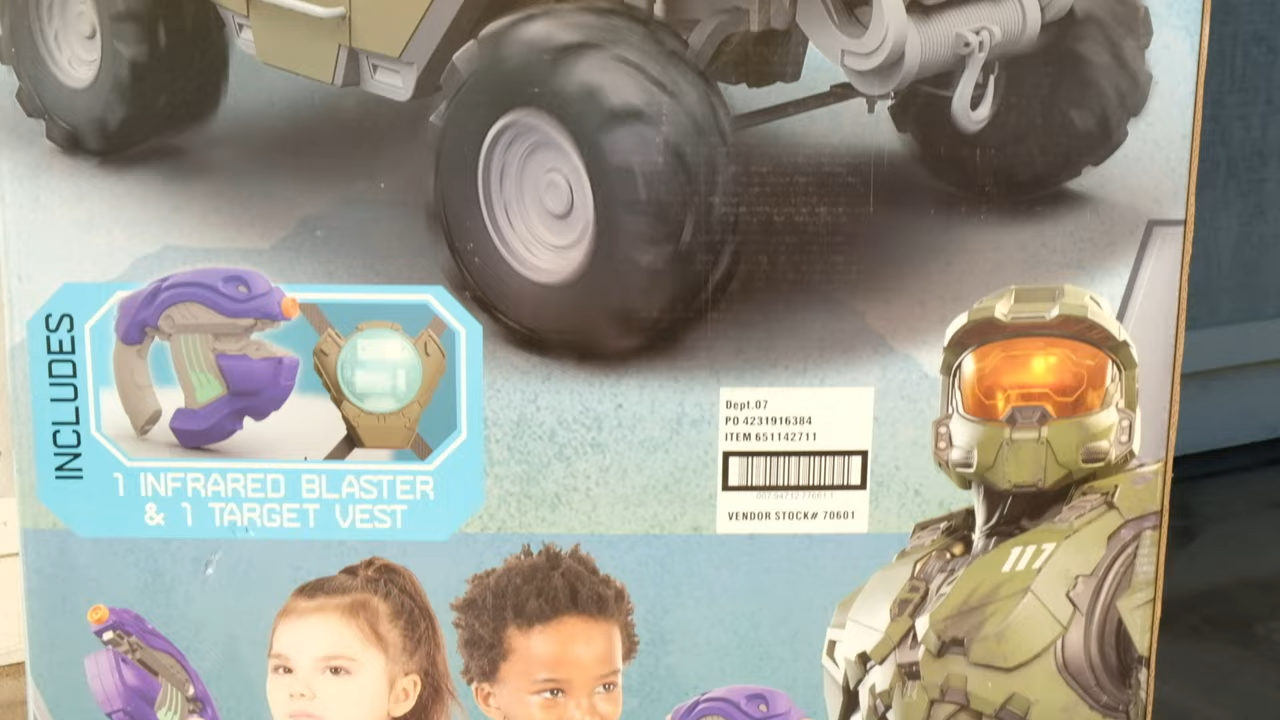 INCLUDES
1 INFRARED BLASTER
& 1 TARGET VEST
Dept.07
PO 4231916384
ITEM 651142711
VENDOR STOCK# 70601
117